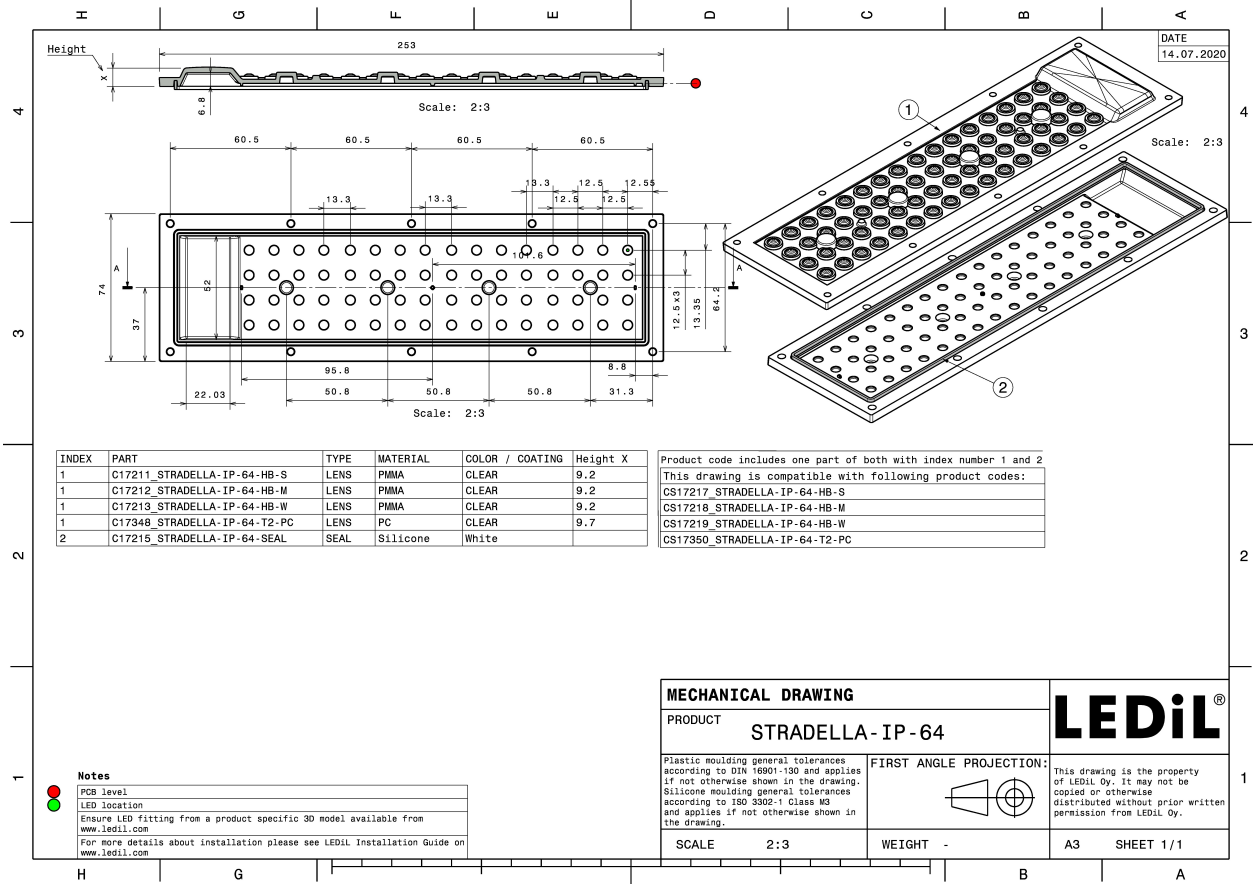 H G F E D C B A
DATE
14.07.2020
Height
253
X
6.8
Scale: 2:3
4
4
1
Scale: 2:3
60.5 60.5 60.5 60.5
13.3 12.5 12.55
13.3 13.3 12.5 12.5
101.6
A
A
74
37
52
12.5x3
13.35
64.2
3
3
95.8
8.8
22.03
50.8 50.8 50.8 31.3
Scale: 2:3
2
INDEX PART TYPE MATERIAL COLOR / COATING Height X
1 C17211_STRADELLA-IP-64-HB-S LENS PMMA CLEAR 9.2
1 C17212_STRADELLA-IP-64-HB-M LENS PMMA CLEAR 9.2
1 C17213_STRADELLA-IP-64-HB-W LENS PMMA CLEAR 9.2
1 C17348_STRADELLA-IP-64-T2-PC LENS PC CLEAR 9.7
2 C17215_STRADELLA-IP-64-SEAL SEAL Silicone White
Product code includes one part of both with index number 1 and 2
This drawing is compatible with following product codes:
CS17217_STRADELLA-IP-64-HB-S
CS17218_STRADELLA-IP-64-HB-M
CS17219_STRADELLA-IP-64-HB-W
CS17350_STRADELLA-IP-64-T2-PC
2
2
MECHANICAL DRAWING
PRODUCT
STRADELLA-IP-64
LEDiL®
Plastic moulding general tolerances
according to DIN 16901-130 and applies
if not otherwise shown in the drawing.
Silicone moulding general tolerances
according to ISO 3302-1 Class M3
and applies if not otherwise shown in
the drawing.
FIRST ANGLE PROJECTION:
This drawing is the property
of LEDiL Oy. It may not be
copied or otherwise
distributed without prior written
permission from LEDiL Oy.
SCALE 2:3
WEIGHT -
A3 SHEET 1/1
1
1
Notes
PCB level
LED location
Ensure LED fitting from a product specific 3D model available from
www.ledil.com
For more details about installation please see LEDiL Installation Guide on
www.ledil.com
H G B A